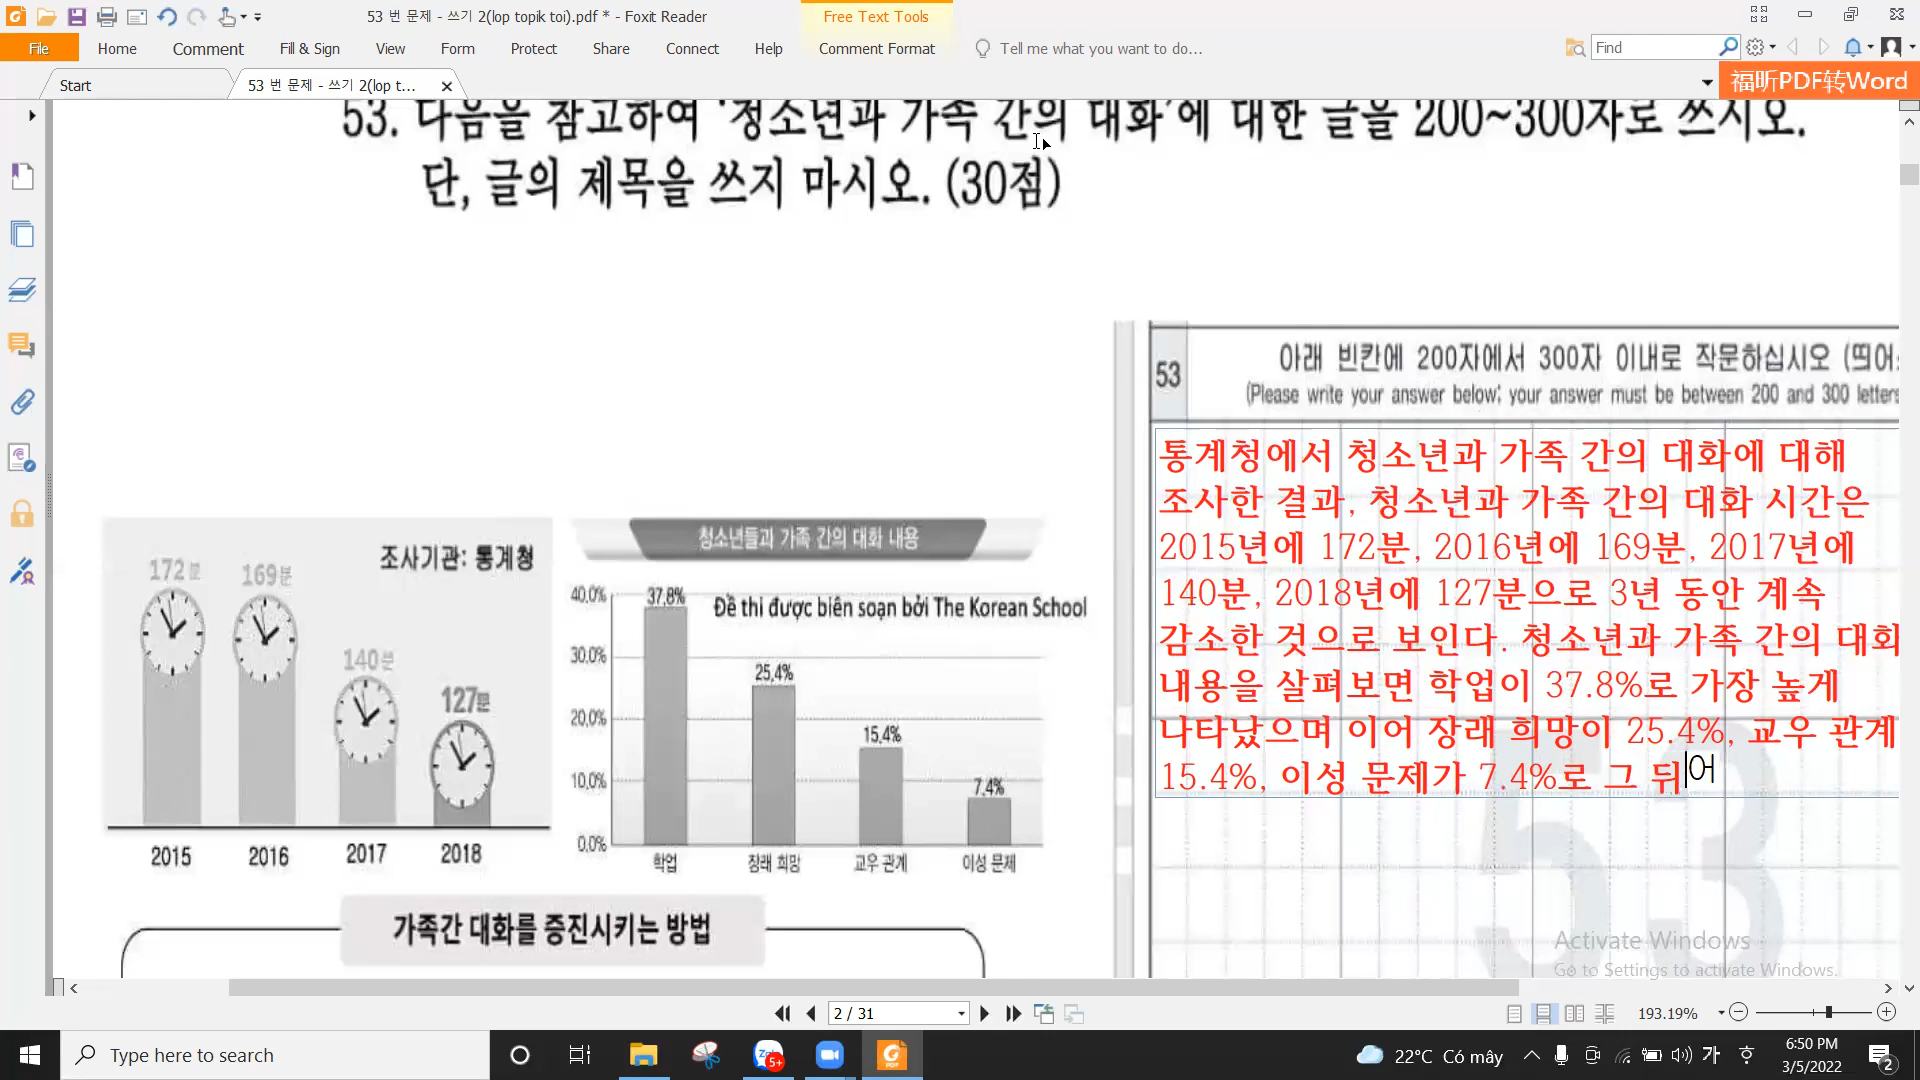 53 번 문제 - 쓰기 2(lop topik toi).pdf * - Foxit Reader
Free Text Tools
File Home Comment Fill & Sign View Form Protect Share Connect Help Comment Format Tell me what you want to do... Find
Start 53 번 문제 - 쓰기 2(lop t... 福昕PDF转Word
53. 다음을 참고하여 '청소년과 가족 간의 대화'에 대한 글을 200~300자로 쓰시오.
단, 글의 제목을 쓰지 마시오. (30점)
조사기관: 통계청
172분
169분
140분
127분
2015 2016 2017 2018
청소년들과 가족 간의 대화 내용
Đề thi được biên soạn bởi The Korean School
40,0%
30,0%
20,0%
10,0%
0,0%
37,8%
25,4%
15,4%
7,4%
학업 장래 희망 교우 관계 이성 문제
가족간 대화를 증진시키는 방법
53
아래 빈칸에 200자에서 300자 이내로 작문하십시오 (띄어
(Please write your answer below; your answer must be between 200 and 300 letters
통계청에서 청소년과 가족 간의 대화에 대해
조사한 결과, 청소년과 가족 간의 대화 시간은
2015년에 172분, 2016년에 169분, 2017년에
140분, 2018년에 127분으로 3년 동안 계속
감소한 것으로 보인다. 청소년과 가족 간의 대화
내용을 살펴보면 학업이 37.8%로 가장 높게
나타났으며 이어 장래 희망이 25.4%, 교우 관계
15.4%, 이성 문제가 7.4%로 그 뒤어
53
Activate Windows
Go to Settings to activate Windows.
2 / 31
193.19%
Type here to search
5+
22°C Có mây
가
6:50 PM
3/5/2022
2